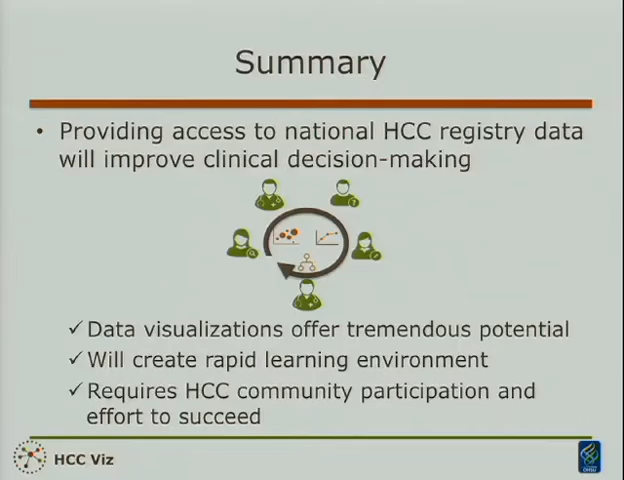 Summary
• Providing access to national HCC registry data
will improve clinical decision-making
?
✓Data visualizations offer tremendous potential
✓Will create rapid learning environment
✓Requires HCC community participation and
effort to succeed
HCC Viz
OHSU